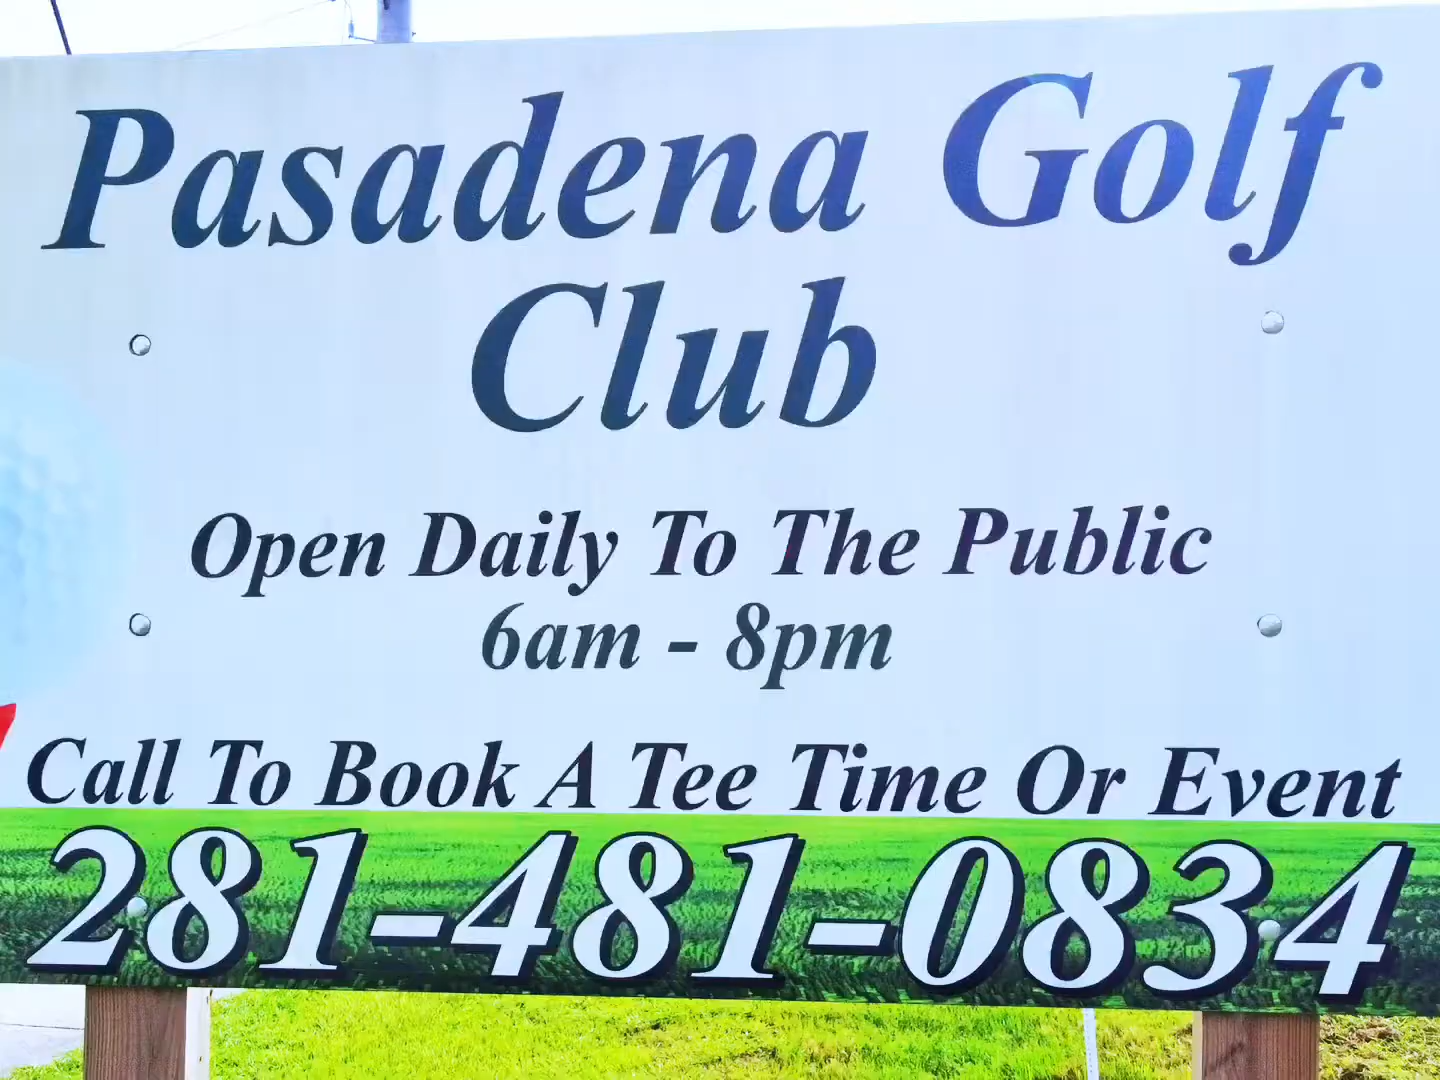 Pasadena Golf
Club
Open Daily To The Public
6am - 8pm
Call To Book A Tee Time Or Event
281-481-0834